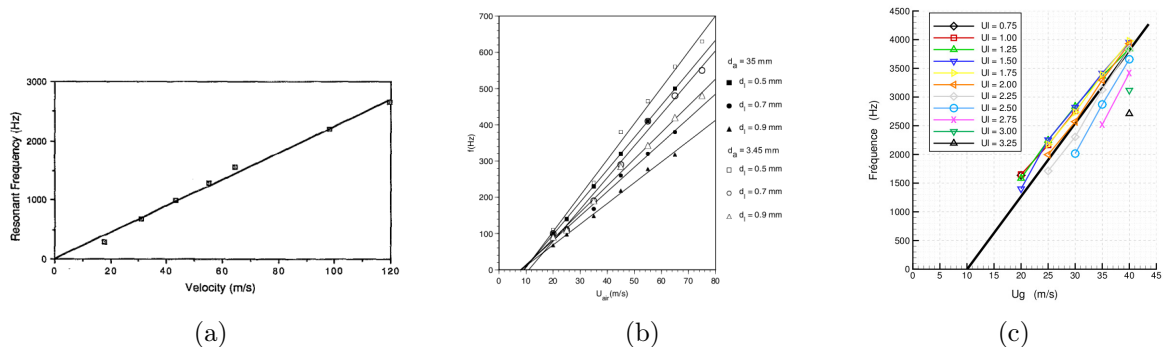 3000
2000
1000
0
0 20 40 60 80 100 120
Resonant Frequency (Hz)
Velocity (m/s)
(a)
700
600
500
400
300
200
100
0
0 10 20 30 40 50 60 70 80
f(Hz)
U_air(m/s)
d_a = 35 mm
d_l = 0.5 mm
d_l = 0.7 mm
d_l = 0.9 mm
d_a = 3.45 mm
d_l = 0.5 mm
d_l = 0.7 mm
d_l = 0.9 mm
(b)
4500
4000
3500
3000
2500
2000
1500
1000
500
0
0 5 10 15 20 25 30 35 40 45
Fréquence (Hz)
Ug (m/s)
Ul = 0.75
Ul = 1.00
Ul = 1.25
Ul = 1.50
Ul = 1.75
Ul = 2.00
Ul = 2.25
Ul = 2.50
Ul = 2.75
Ul = 3.00
Ul = 3.25
(c)